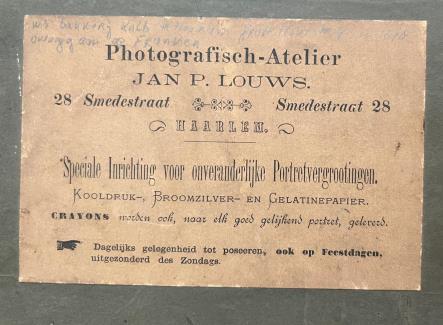 Photografisch-Atelier
JAN P. LOUWS.
28 Smedestraat Smedestraat 28
HAARLEM.
Speciale Inrichting voor onveranderlijke Portretvergrootingen.
KOOLDRUK-, BROOMZILVER- EN GELATINEPAPIER.
CRAYONS worden ook, naar elk goed gelijkend portret, geleverd.
Dagelijks gelegenheid tot poseeren, ook op Feestdagen,
uitgezonderd des Zondags.